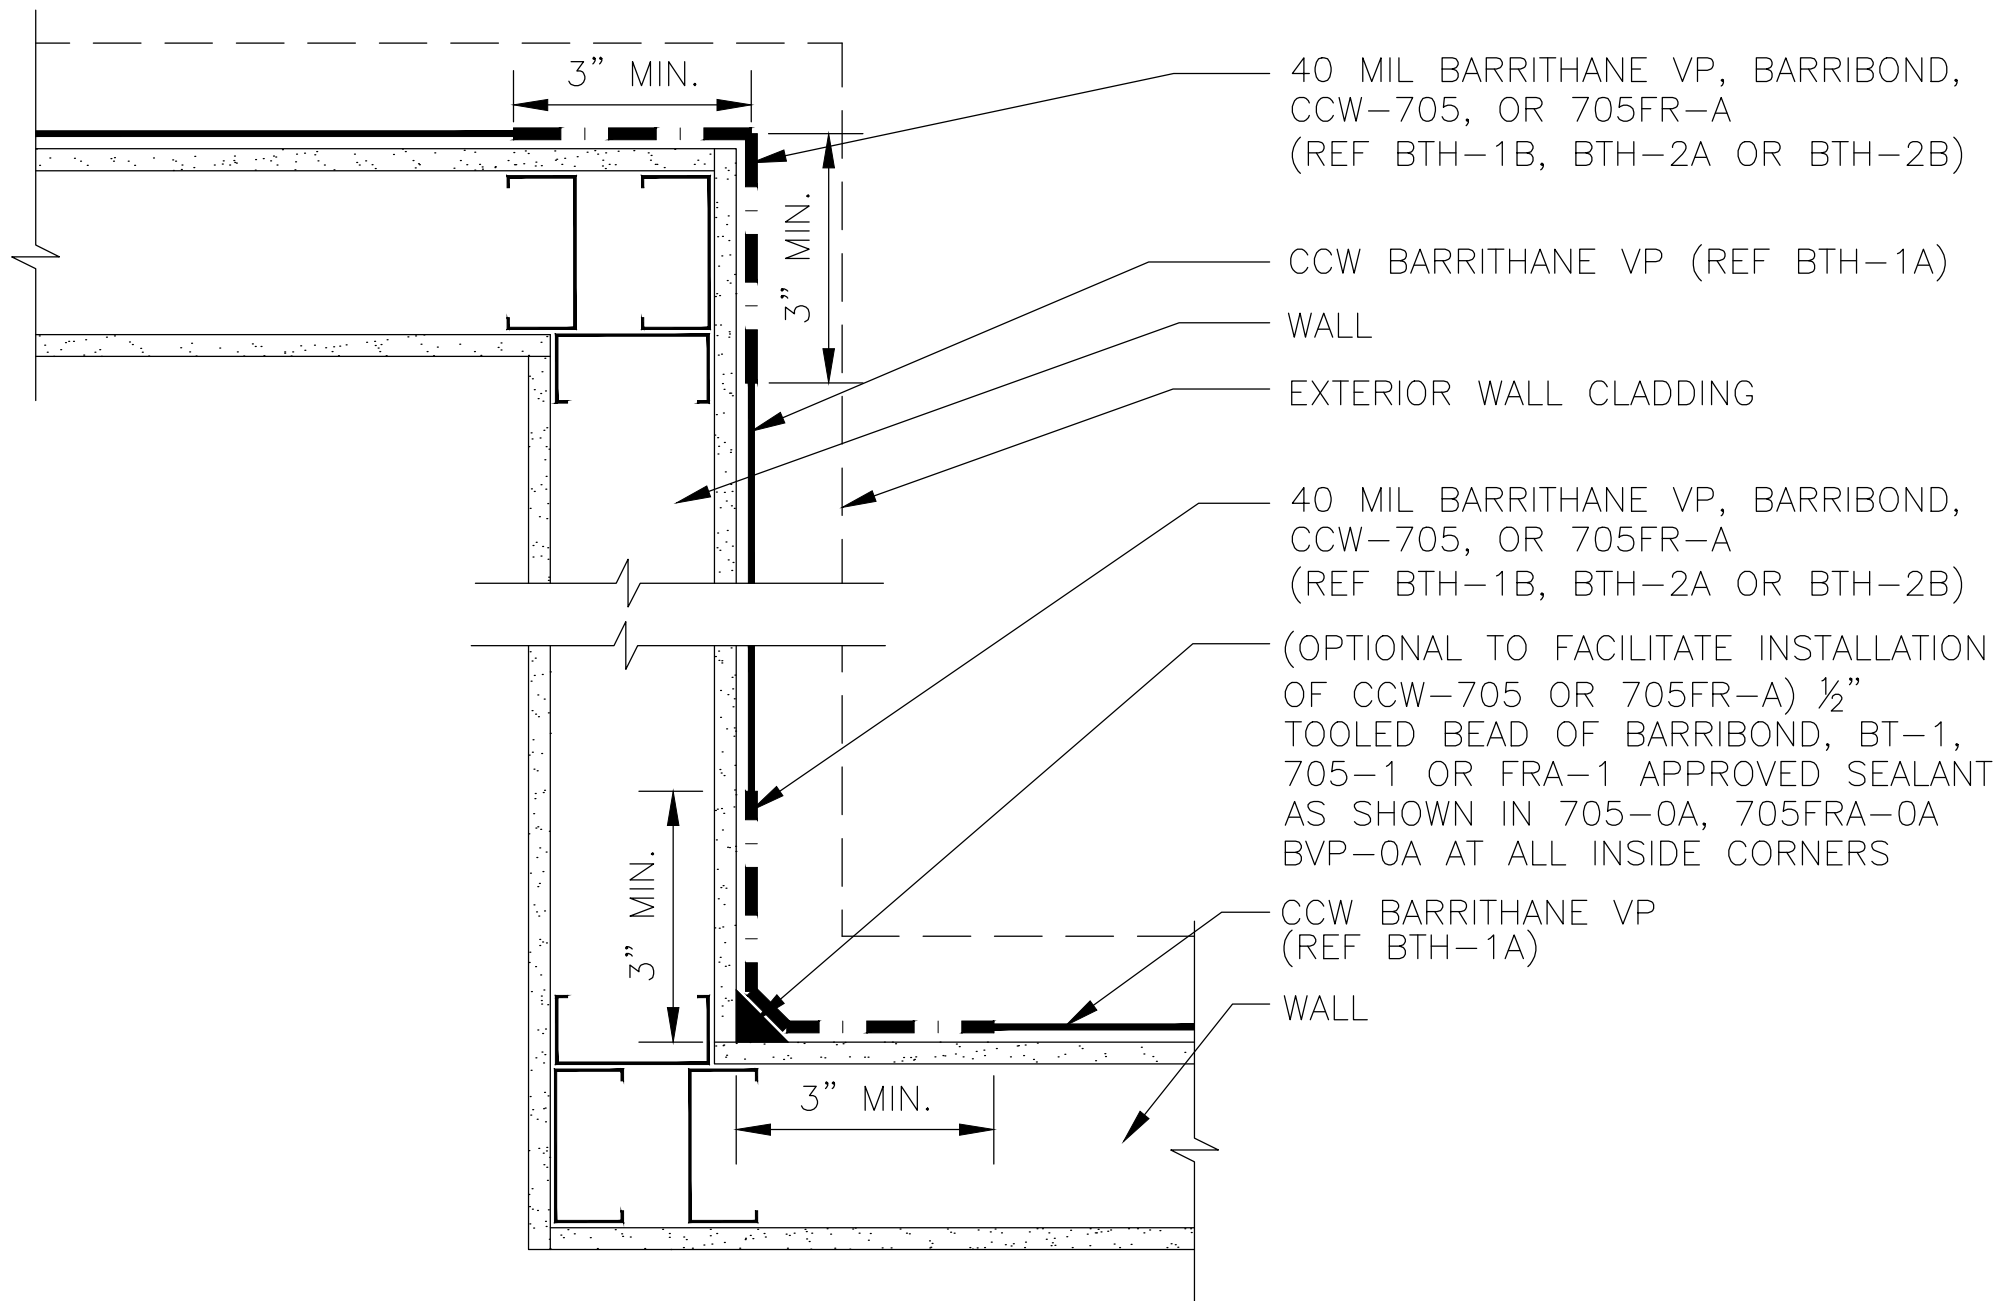 3” MIN.
40 MIL BARRITHANE VP, BARRIBOND,
CCW-705, OR 705FR-A
(REF BTH-1B, BTH-2A OR BTH-2B)
3” MIN.
CCW BARRITHANE VP (REF BTH-1A)
WALL
EXTERIOR WALL CLADDING
40 MIL BARRITHANE VP, BARRIBOND,
CCW-705, OR 705FR-A
(REF BTH-1B, BTH-2A OR BTH-2B)
(OPTIONAL TO FACILITATE INSTALLATION
OF CCW-705 OR 705FR-A) ½”
TOOLED BEAD OF BARRIBOND, BT-1,
705-1 OR FRA-1 APPROVED SEALANT
AS SHOWN IN 705-0A, 705FRA-0A
BVP-0A AT ALL INSIDE CORNERS
3” MIN.
CCW BARRITHANE VP
(REF BTH-1A)
WALL
3” MIN.